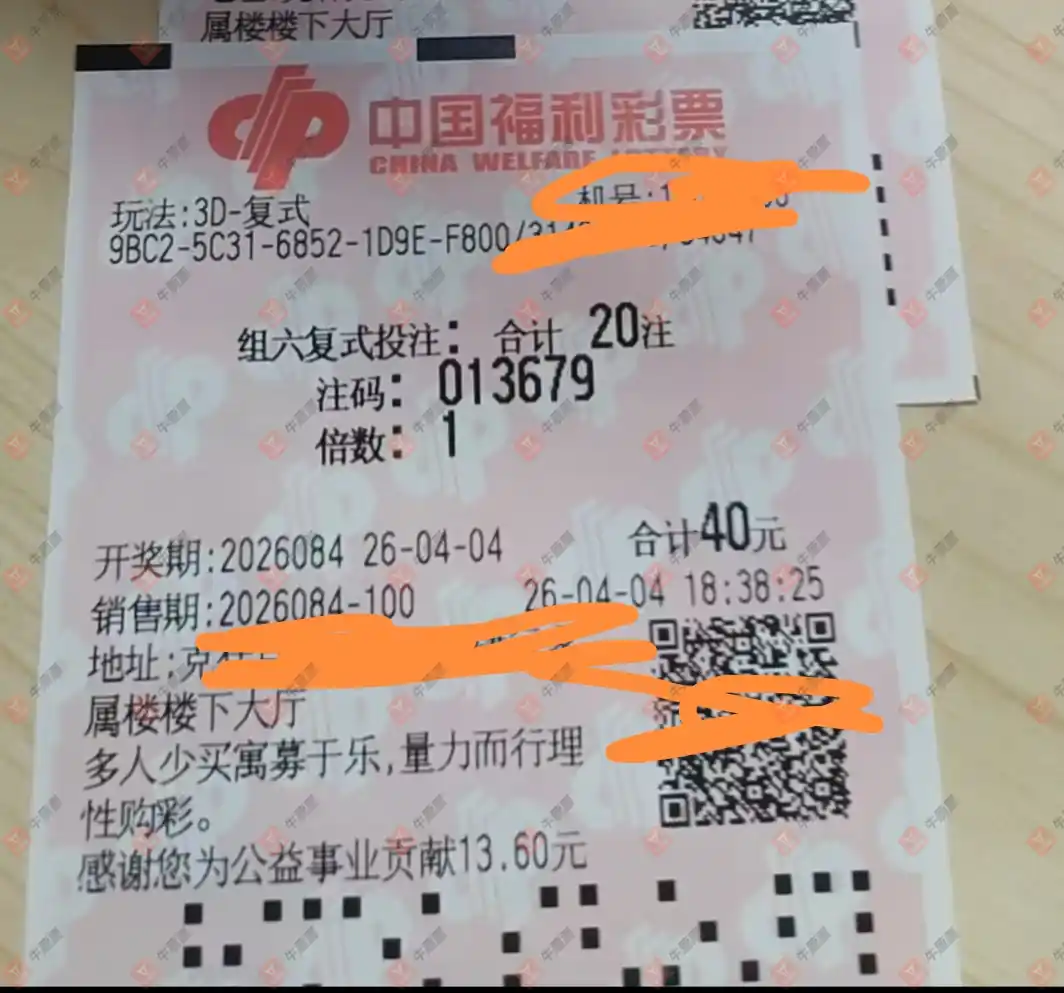 属楼楼下大厅
中国福利彩票
CHINA WELFARE LOTTERY
机号:1
玩法:3D-复式
9BC2-5C31-6852-1D9E-F800/
组六复式投注: 合计 20注
注码: 013679
倍数: 1
合计40元
开奖期:2026084 26-04-04
销售期:2026084-100 26-04-04 18:38:25
地址:克
属楼楼下大厅
多人少买寓募于乐,量力而行理
性购彩。
感谢您为公益事业贡献13.60元